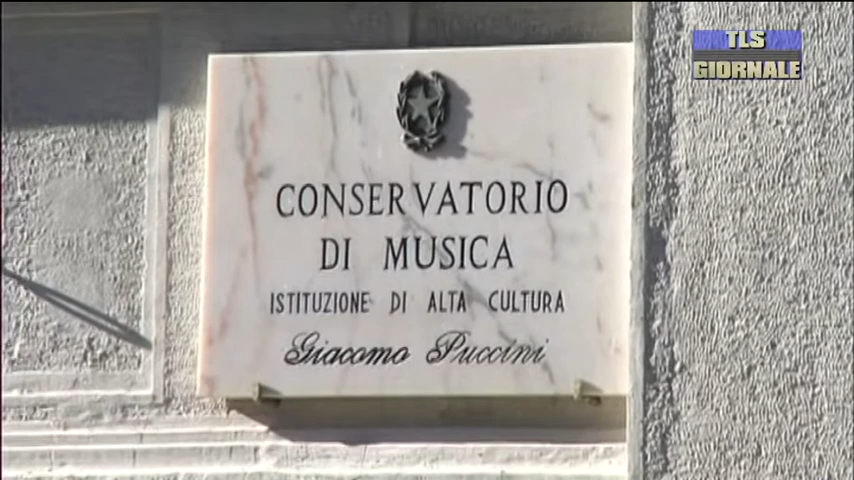 TLS
GIORNALE
CONSERVATORIO
DI MUSICA
ISTITUZIONE DI ALTA CULTURA
Giacomo Puccini